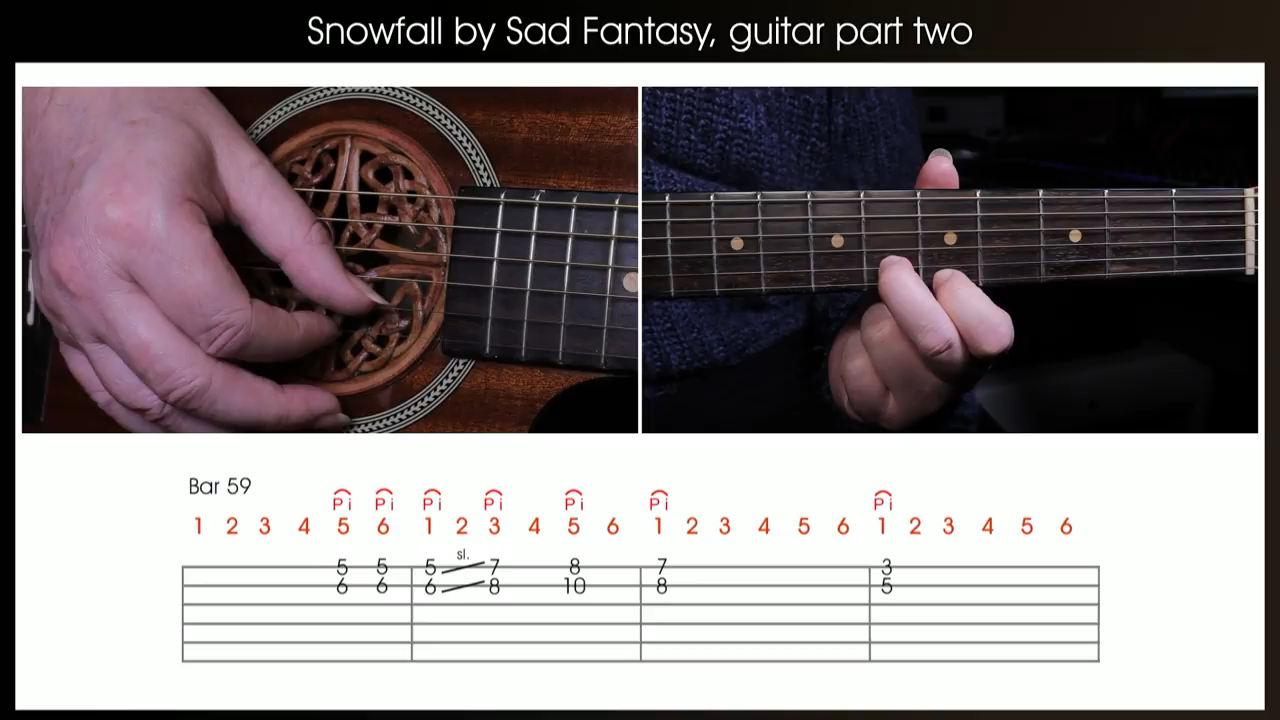 Snowfall by Sad Fantasy, guitar part two
Bar 59
Pi Pi Pi Pi Pi Pi Pi
1 2 3 4 5 6 1 2 3 4 5 6 1 2 3 4 5 6 1 2 3 4 5 6
sl.
5 5 5 7 8 7 3
6 6 6 8 10 8 5